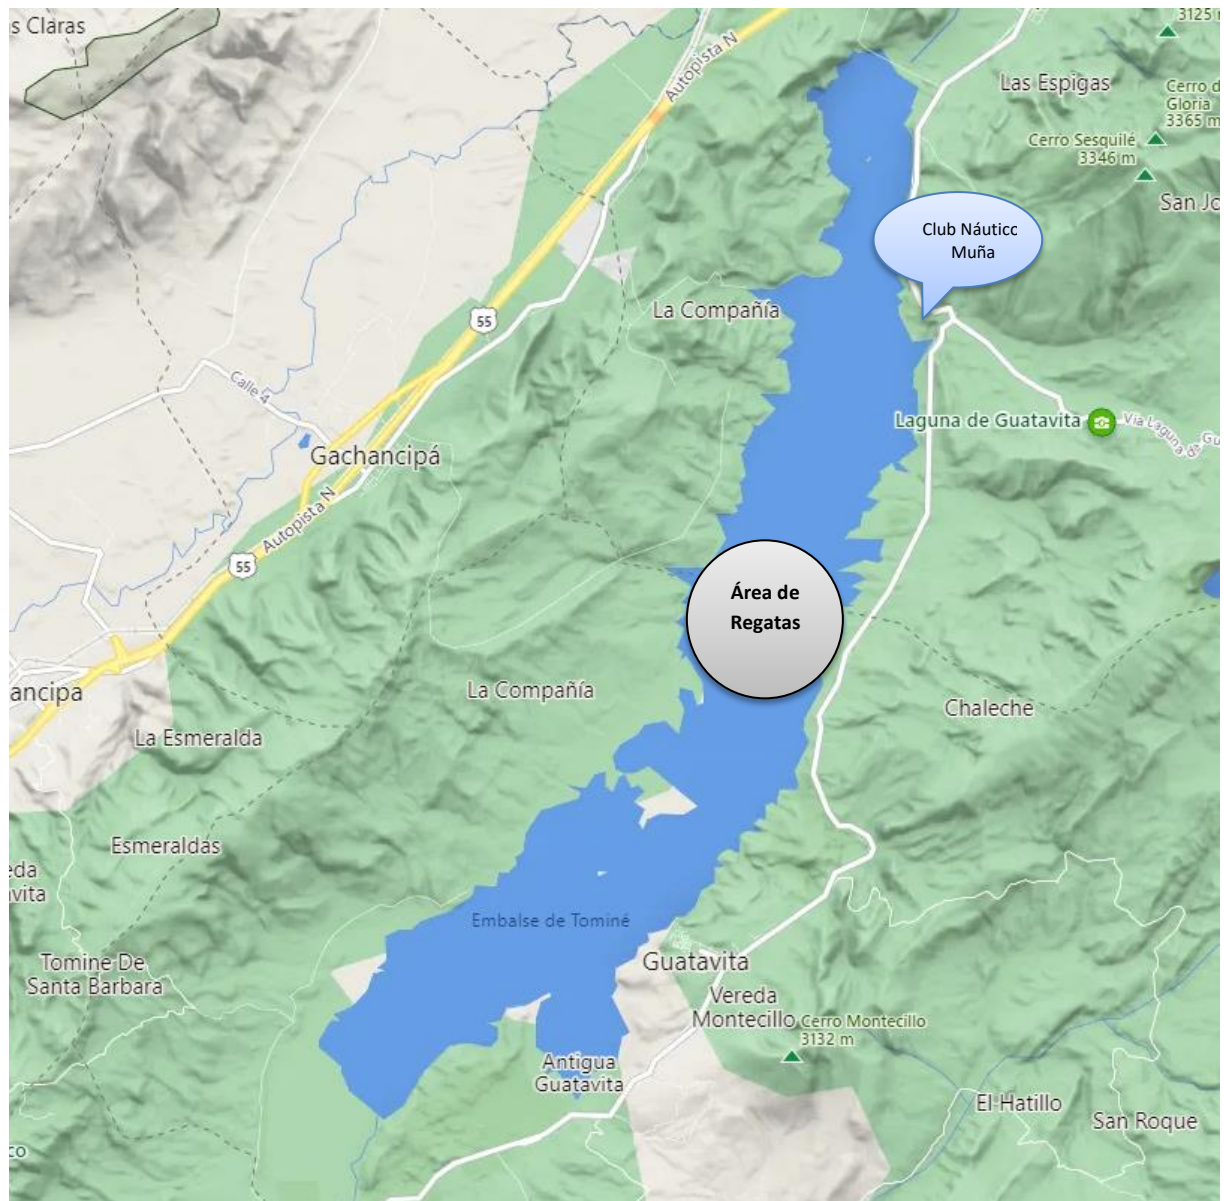 s Claras
3125
Autopista N
Las Espigas
Cerro d
Gloria
3365 m
Cerro Sesquilé
3346 m
San Jo
Club Náutico
Muña
La Compañía
55
Calle 4
Laguna de Guatavita
Vía Laguna de Gu
Gachancipá
Autopista N
55
Área de
Regatas
La Compañía
ancipa
Chaleche
La Esmeralda
Esmeraldas
eda
avita
Embalse de Tominé
Tomine De
Santa Barbara
Guatavita
Vereda
Montecillo
Cerro Montecillo
3132 m
Antigua
Guatavita
El Hatillo
San Roque
co